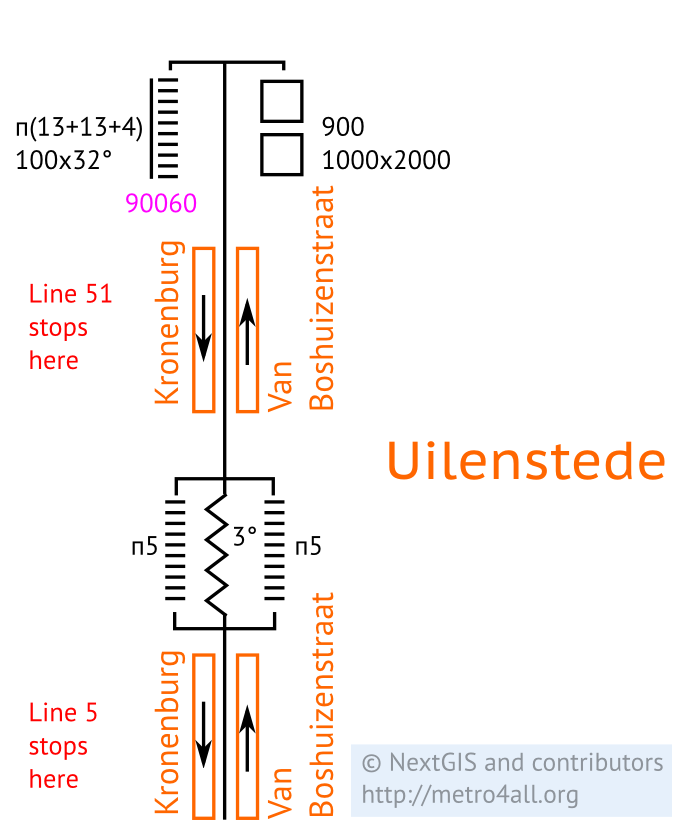 п(13+13+4)
100x32°
900
1000x2000
90060
Line 51
stops
here
Kronenburg
Van
Boshuizenstraat
Uilenstede
п5
3°
п5
Line 5
stops
here
Kronenburg
Van
Boshuizenstraat
© NextGIS and contributors
http://metro4all.org